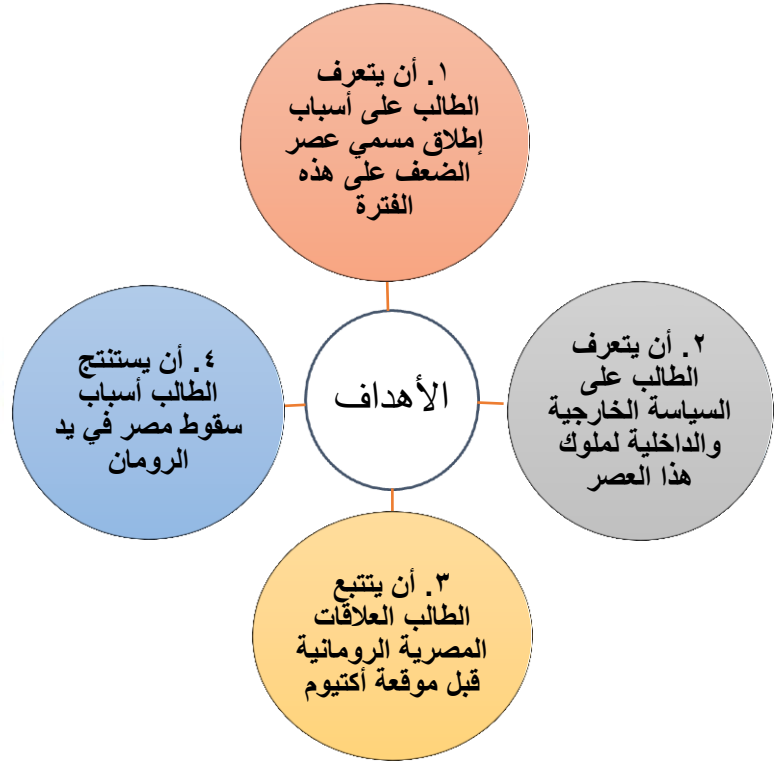 ١. أن يتعرف
الطالب على أسباب
إطلاق مسمي عصر
الضعف على هذه
الفترة
٢. أن يتعرف
الطالب على
السياسة الخارجية
والداخلية لملوك
هذا العصر
الأهداف
٤. أن يستنتج
الطالب أسباب
سقوط مصر في يد
الرومان
٣. أن يتتبع
الطالب العلاقات
المصرية الرومانية
قبل موقعة أكتيوم